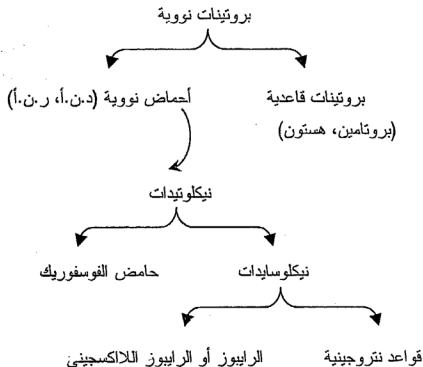 بروتينات نووية
بروتينات قاعدية
(بروتامين، هستون)
أحماض نووية (د.ن.أ، ر.ن.أ)
نيكلوتيدات
نيكلوسايدات
حامض الفوسفوريك
قواعد نتروجينية
الرايبوز أو الرايبوز اللااكسجيني